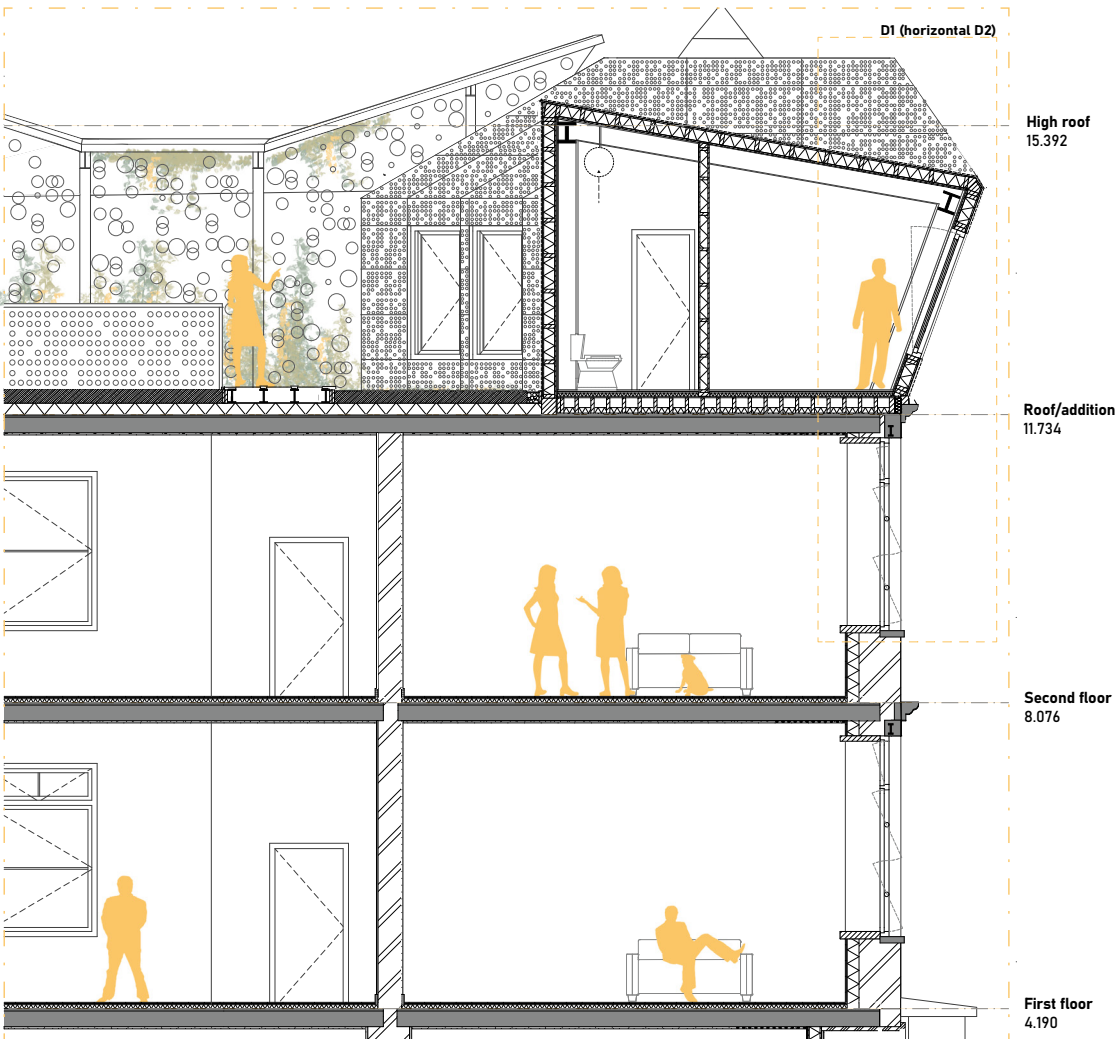 D1 (horizontal D2)
High roof
15.392
Roof/addition
11.734
Second floor
8.076
First floor
4.190